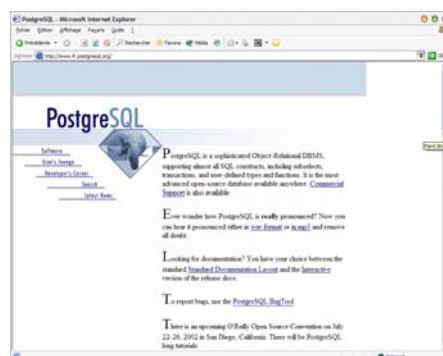 PostgreSQL - Microsoft Internet Explorer
Fichier Edition Affichage Favoris Outils ?
Précédente Rechercher Favoris Média
Adresse http://www.fr.postgresql.org/
PostgreSQL
Software
User's lounge
Developer's Corner
Search
Latest News
PostgreSQL is a sophisticated Object-Relational DBMS,
supporting almost all SQL constructs, including subselects,
transactions, and user-defined types and functions. It is the most
advanced open-source database available anywhere. Commercial
Support is also available
Ever wonder how PostgreSQL is really pronounced? Now you
can hear it pronounced either in wav format or in mp3 and remove
all doubt.
Looking for documentation? You have your choice between the
standard Standard Documentation Layout and the Interactive
version of the release docs.
To report bugs, use the PostgreSQL BugTool
There is an upcoming O'Reilly Open Source Convention on July
22-26, 2002 in San Diego, California. There will be PostgreSQL
long tutorials: